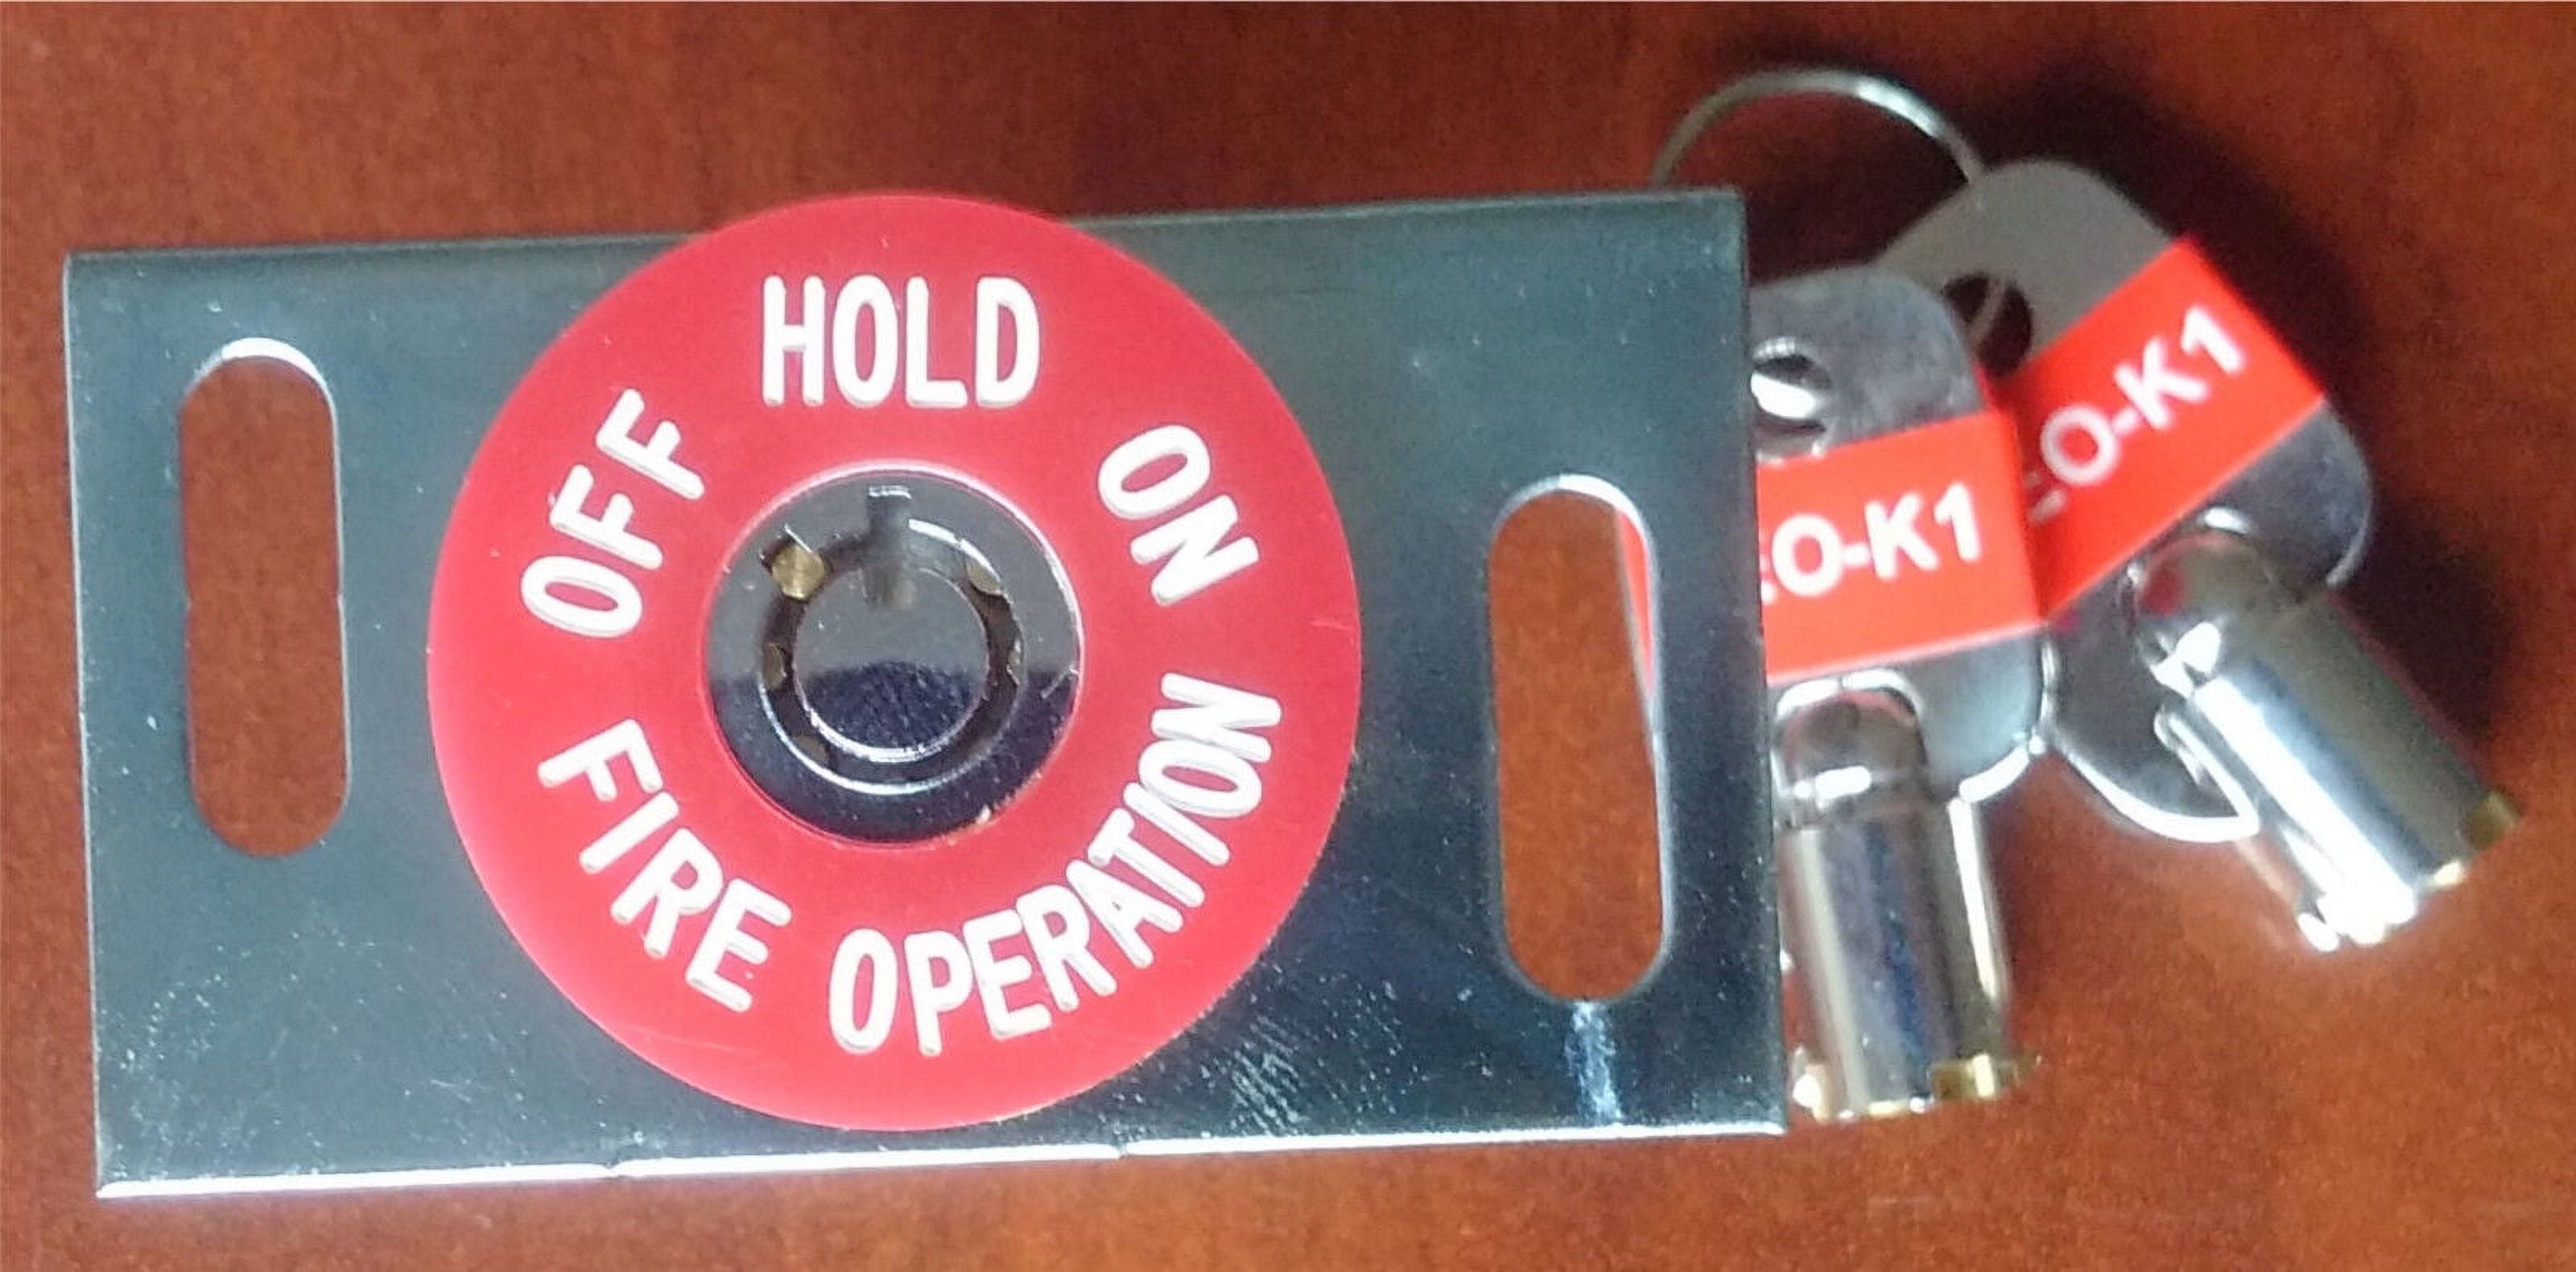 OFF HOLD ON
FIRE OPERATION
EO-K1
EO-K1